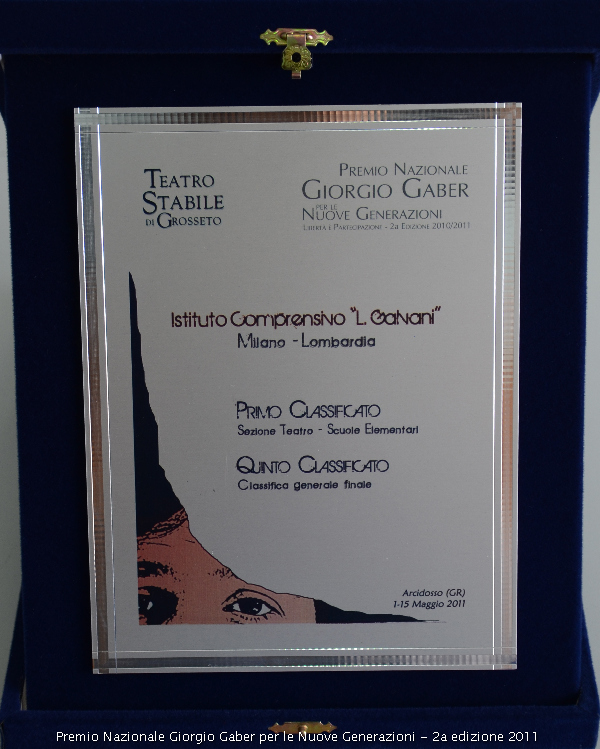 TEATRO
STABILE
DI GROSSETO
PREMIO NAZIONALE
GIORGIO GABER
PER LE
NUOVE GENERAZIONI
LIBERTÀ È PARTECIPAZIONE - 2a EDIZIONE 2010/2011
Istituto Comprensivo "L. Galvani"
Milano - Lombardia
PRIMO CLASSIFICATO
Sezione Teatro - Scuole Elementari
QUINTO CLASSIFICATO
Classifica generale finale
Arcidosso (GR)
1-15 Maggio 2011
Premio Nazionale Giorgio Gaber per le Nuove Generazioni - 2a edizione 2011